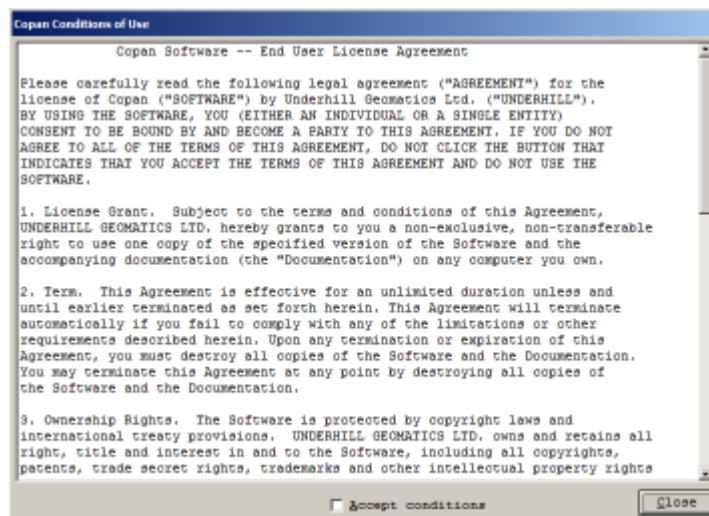 Copan Conditions of Use
Copan Software -- End User License Agreement
Please carefully read the following legal agreement ("AGREEMENT") for the
license of Copan ("SOFTWARE") by Underhill Geomatics Ltd. ("UNDERHILL").
BY USING THE SOFTWARE, YOU (EITHER AN INDIVIDUAL OR A SINGLE ENTITY)
CONSENT TO BE BOUND BY AND BECOME A PARTY TO THIS AGREEMENT. IF YOU DO NOT
AGREE TO ALL OF THE TERMS OF THIS AGREEMENT, DO NOT CLICK THE BUTTON THAT
INDICATES THAT YOU ACCEPT THE TERMS OF THIS AGREEMENT AND DO NOT USE THE
SOFTWARE.
1. License Grant.  Subject to the terms and conditions of this Agreement,
UNDERHILL GEOMATICS LTD. hereby grants to you a non-exclusive, non-transferable
right to use one copy of the specified version of the Software and the
accompanying documentation (the "Documentation") on any computer you own.
2. Term.  This Agreement is effective for an unlimited duration unless and
until earlier terminated as set forth herein. This Agreement will terminate
automatically if you fail to comply with any of the limitations or other
requirements described herein. Upon any termination or expiration of this
Agreement, you must destroy all copies of the Software and the Documentation.
You may terminate this Agreement at any point by destroying all copies of
the Software and the Documentation.
3. Ownership Rights.  The Software is protected by copyright laws and
international treaty provisions.  UNDERHILL GEOMATICS LTD. owns and retains all
right, title and interest in and to the Software, including all copyrights,
patents, trade secret rights, trademarks and other intellectual property rights
Accept conditions
Close